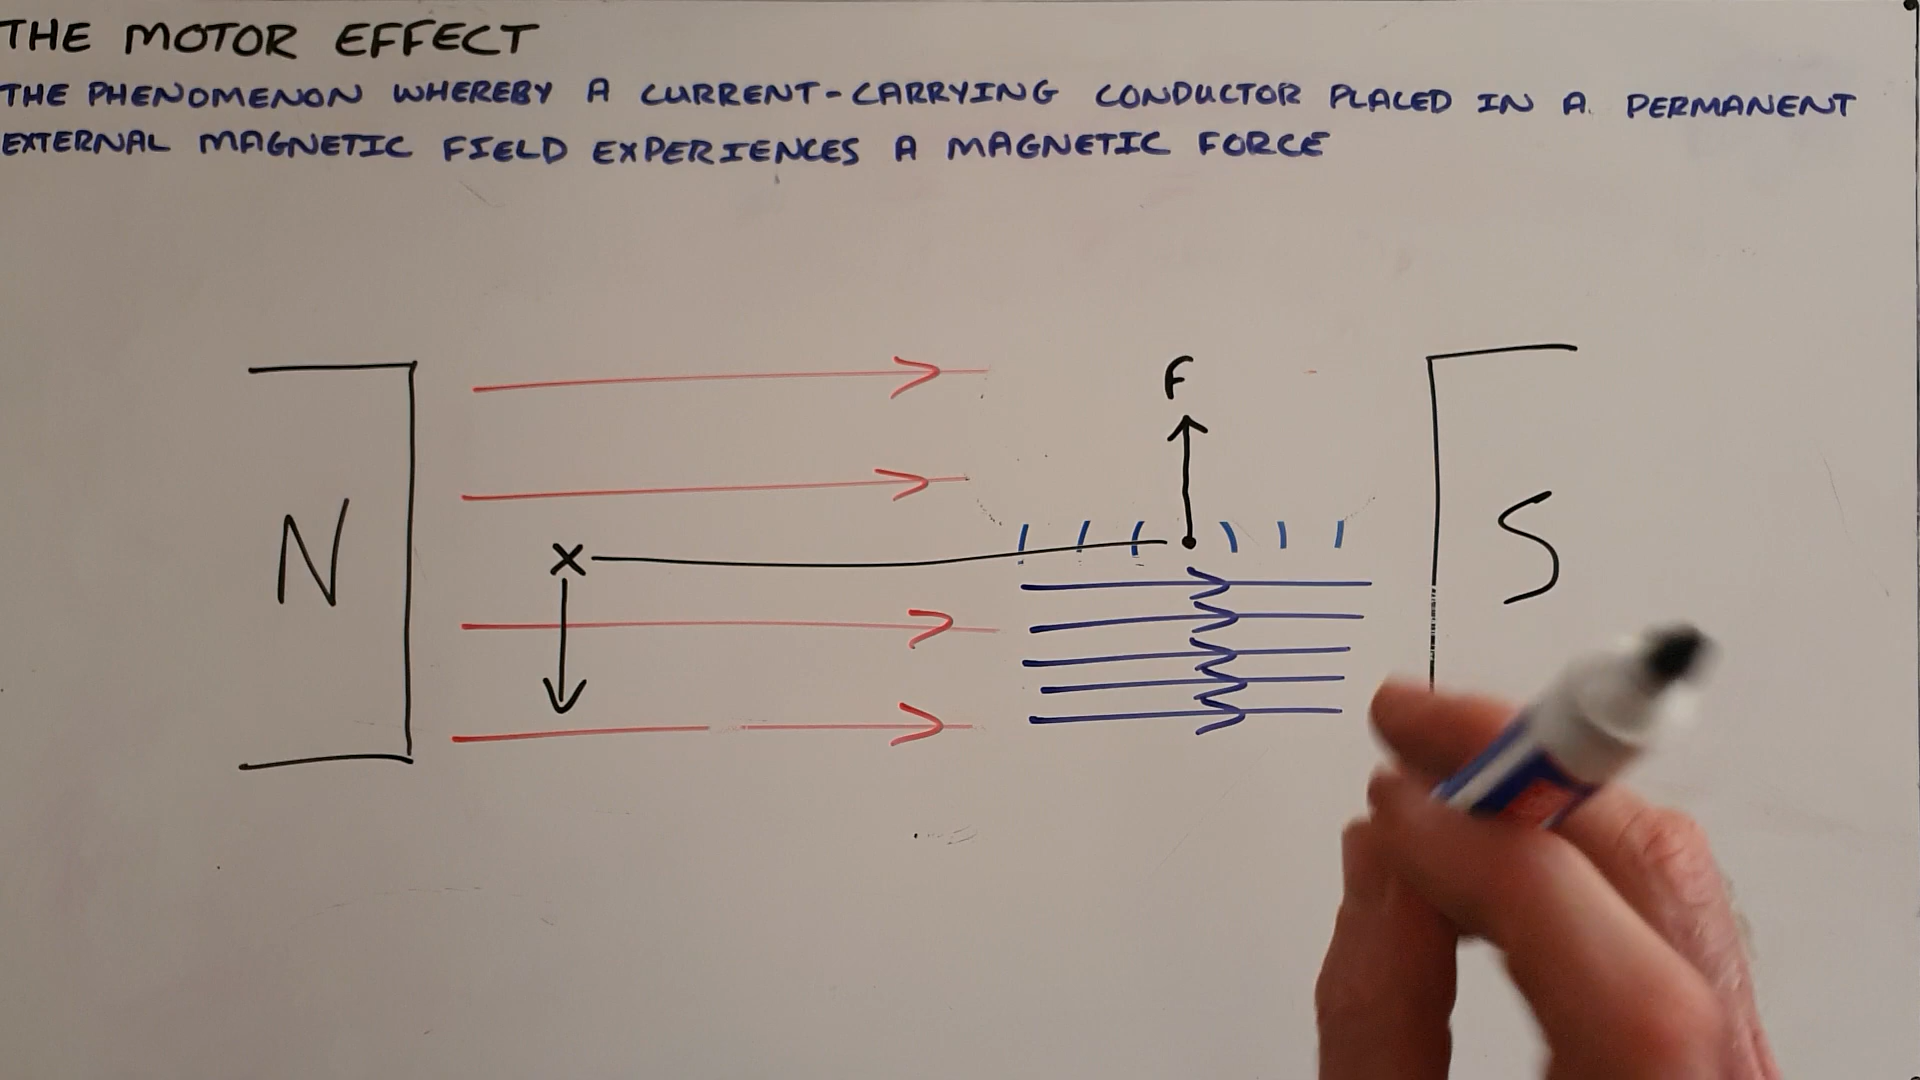 THE MOTOR EFFECT
THE PHENOMENON WHEREBY A CURRENT-CARRYING CONDUCTOR PLACED IN A PERMANENT
EXTERNAL MAGNETIC FIELD EXPERIENCES A MAGNETIC FORCE
F
N
S
X